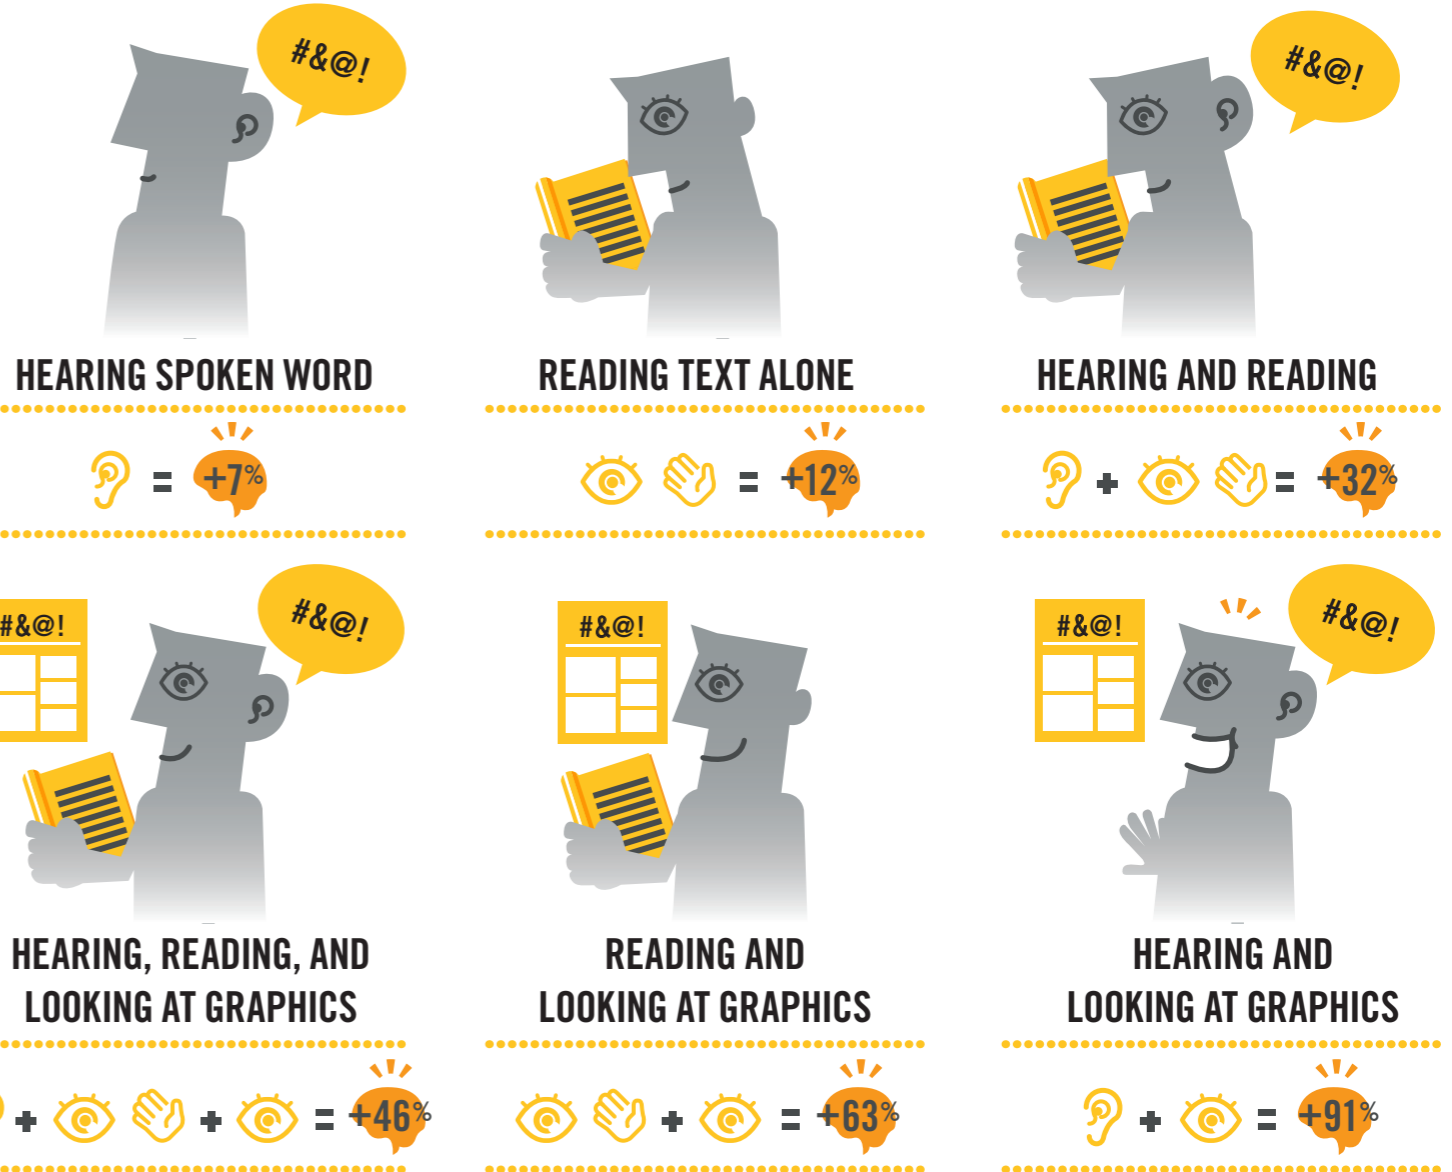 #&@!
#&@!
HEARING SPOKEN WORD
READING TEXT ALONE
HEARING AND READING
= +7%
= +12%
+ = +32%
#&@!
#&@!
#&@!
#&@!
#&@!
HEARING, READING, AND
LOOKING AT GRAPHICS
READING AND
LOOKING AT GRAPHICS
HEARING AND
LOOKING AT GRAPHICS
+ + = +46%
+ = +63%
+ = +91%